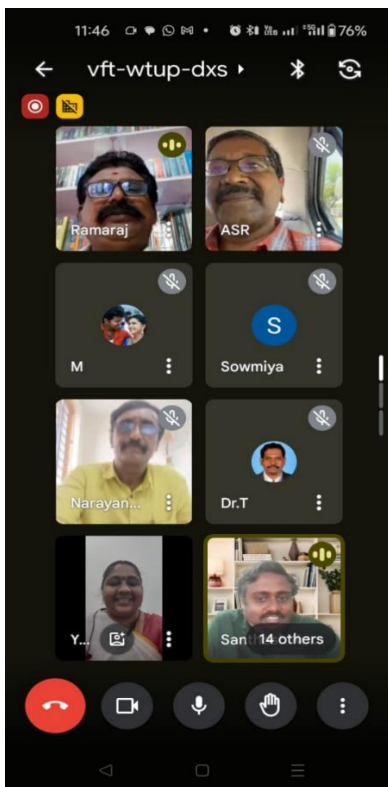 11:46 76%
vft-wtup-dxs
Ramaraj
ASR
M
S
Sowmiya
Narayan...
Dr.T
Y...
14 others